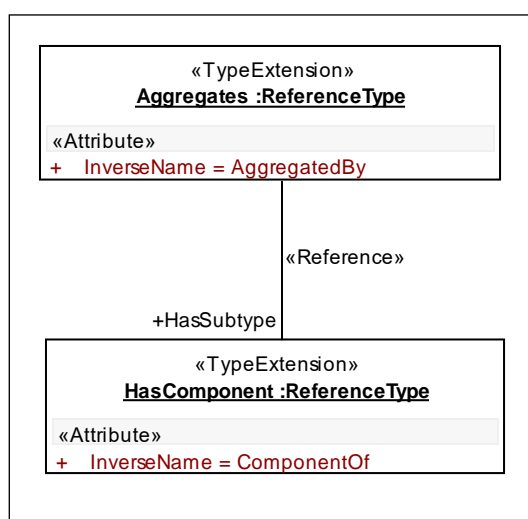 «TypeExtension»
Aggregates :ReferenceType
«Attribute»
+ InverseName = AggregatedBy
«Reference»
+HasSubtype
«TypeExtension»
HasComponent :ReferenceType
«Attribute»
+ InverseName = ComponentOf